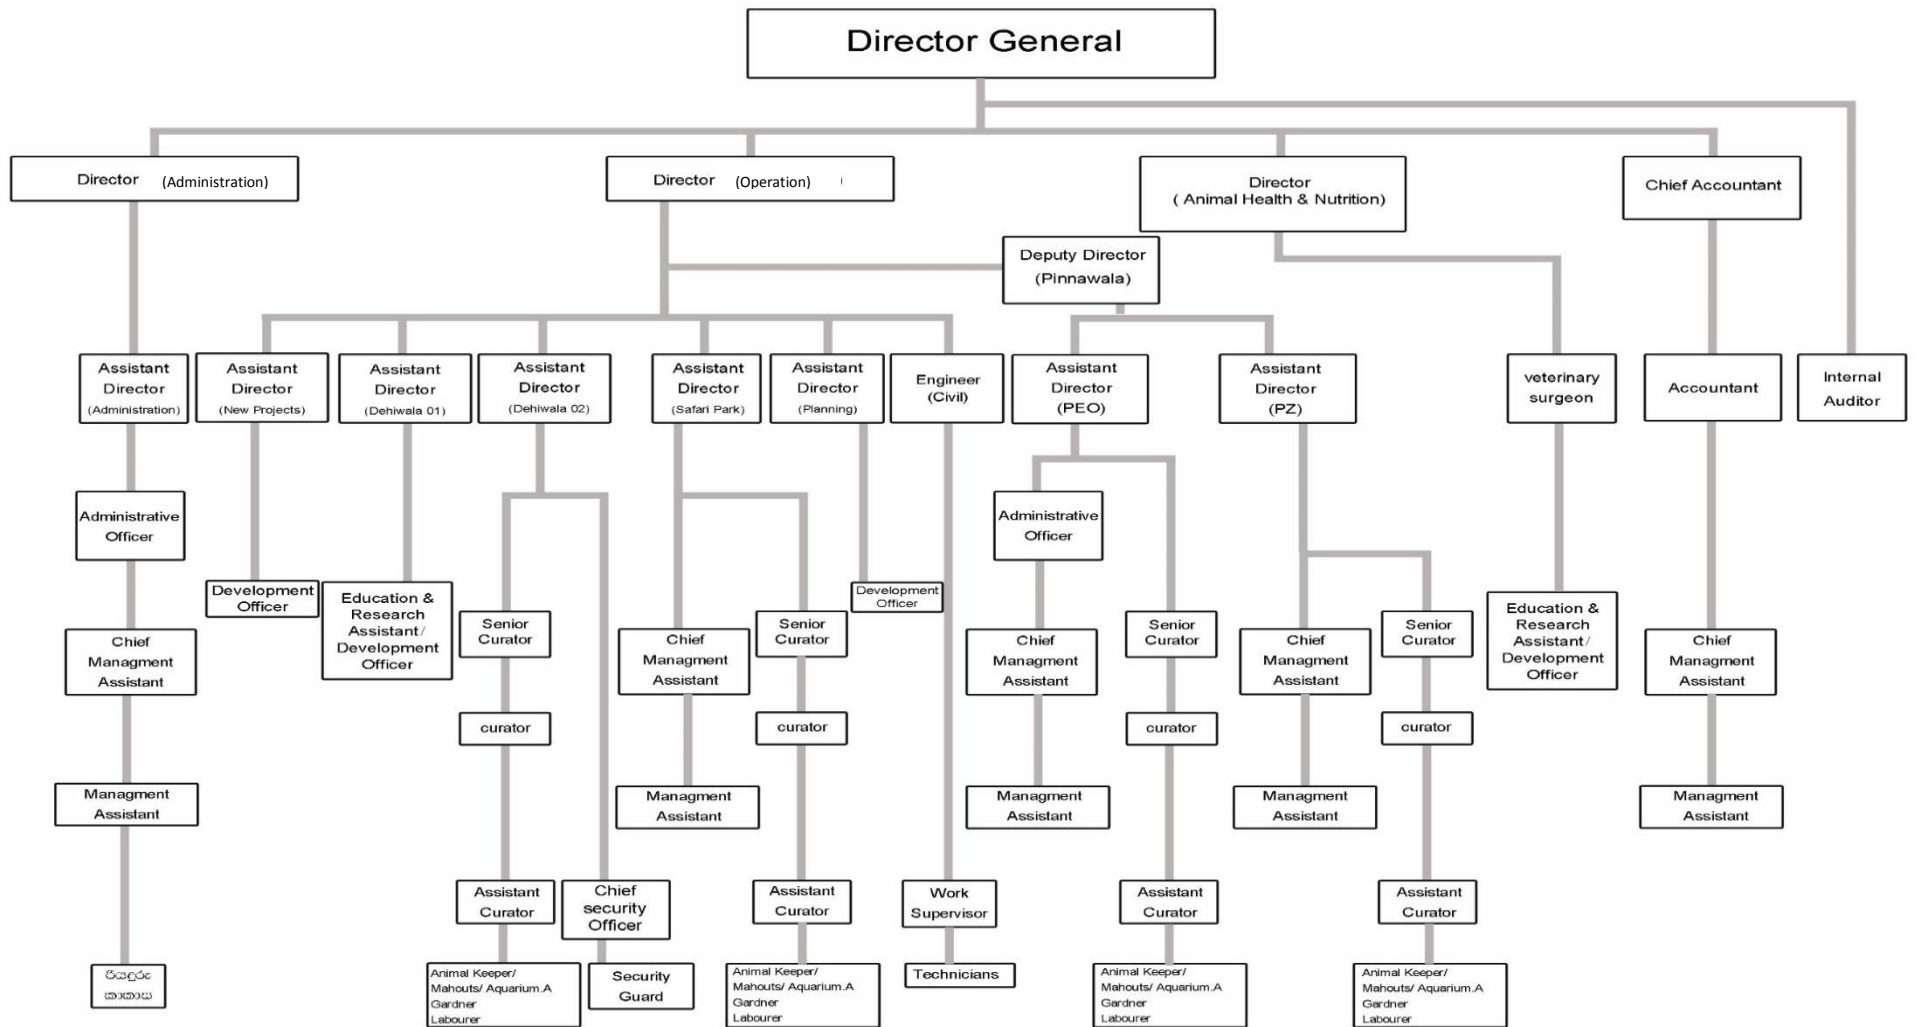 Director General
Director (Administration)
Director (Operation) )
Director
( Animal Health & Nutrition)
Chief Accountant
Deputy Director
(Pinnawala)
Assistant
Director
(Administration)
Assistant
Director
(New Projects)
Assistant
Director
(Dehiwala 01)
Assistant
Director
(Dehiwala 02)
Assistant
Director
(Safari Park)
Assistant
Director
(Planning)
Engineer
(Civil)
Assistant
Director
(PEO)
Assistant
Director
(PZ)
veterinary
surgeon
Accountant
Internal
Auditor
Administrative
Officer
Administrative
Officer
Development
Officer
Education &
Research
Assistant/
Development
Officer
Senior
Curator
Senior
Curator
Development
Officer
Senior
Curator
Senior
Curator
Education &
Research
Assistant/
Development
Officer
Chief
Managment
Assistant
Chief
Managment
Assistant
Chief
Managment
Assistant
Chief
Managment
Assistant
Chief
Managment
Assistant
curator
curator
curator
curator
Managment
Assistant
Managment
Assistant
Managment
Assistant
Managment
Assistant
Managment
Assistant
Assistant
Curator
Chief
security
Officer
Assistant
Curator
Work
Supervisor
Assistant
Curator
Assistant
Curator
රියදුරු
කාකාස
Animal Keeper/
Mahouts/ Aquarium.A
Gardner
Labourer
Security
Guard
Animal Keeper/
Mahouts/ Aquarium.A
Gardner
Labourer
Technicians
Animal Keeper/
Mahouts/ Aquarium.A
Gardner
Labourer
Animal Keeper/
Mahouts/ Aquarium.A
Gardner
Labourer